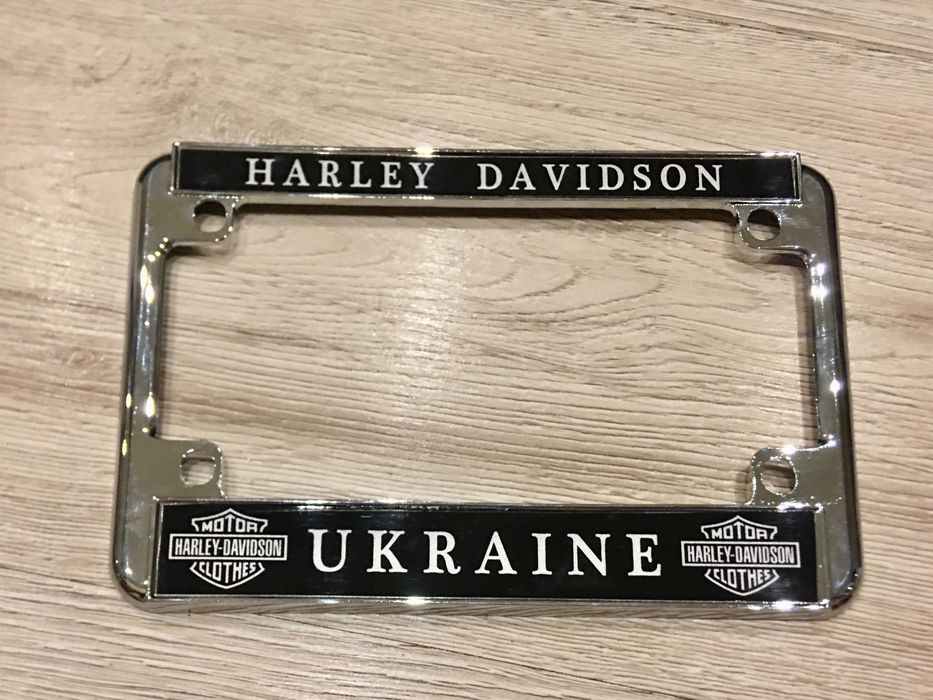 HARLEY DAVIDSON
MOTOR
HARLEY-DAVIDSON
CLOTHES
UKRAINE
MOTOR
HARLEY-DAVIDSON
CLOTHES